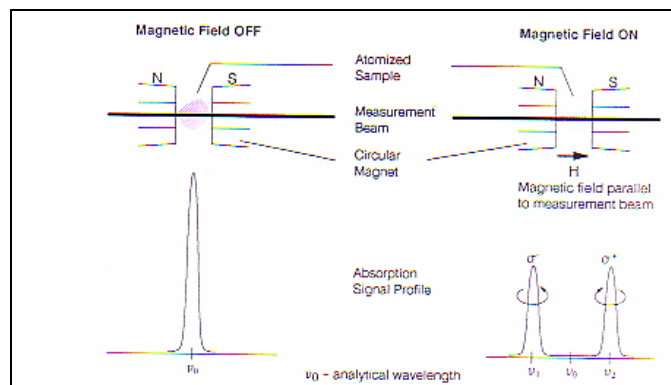 Magnetic Field OFF
Magnetic Field ON
Atomized
Sample
N S
N S
Measurement
Beam
Circular
Magnet
H
Magnetic field parallel
to measurement beam
Absorption
Signal Profile
σ⁻ σ⁺
ν₀
ν₀ - analytical wavelength
ν₁ ν₀ ν₂